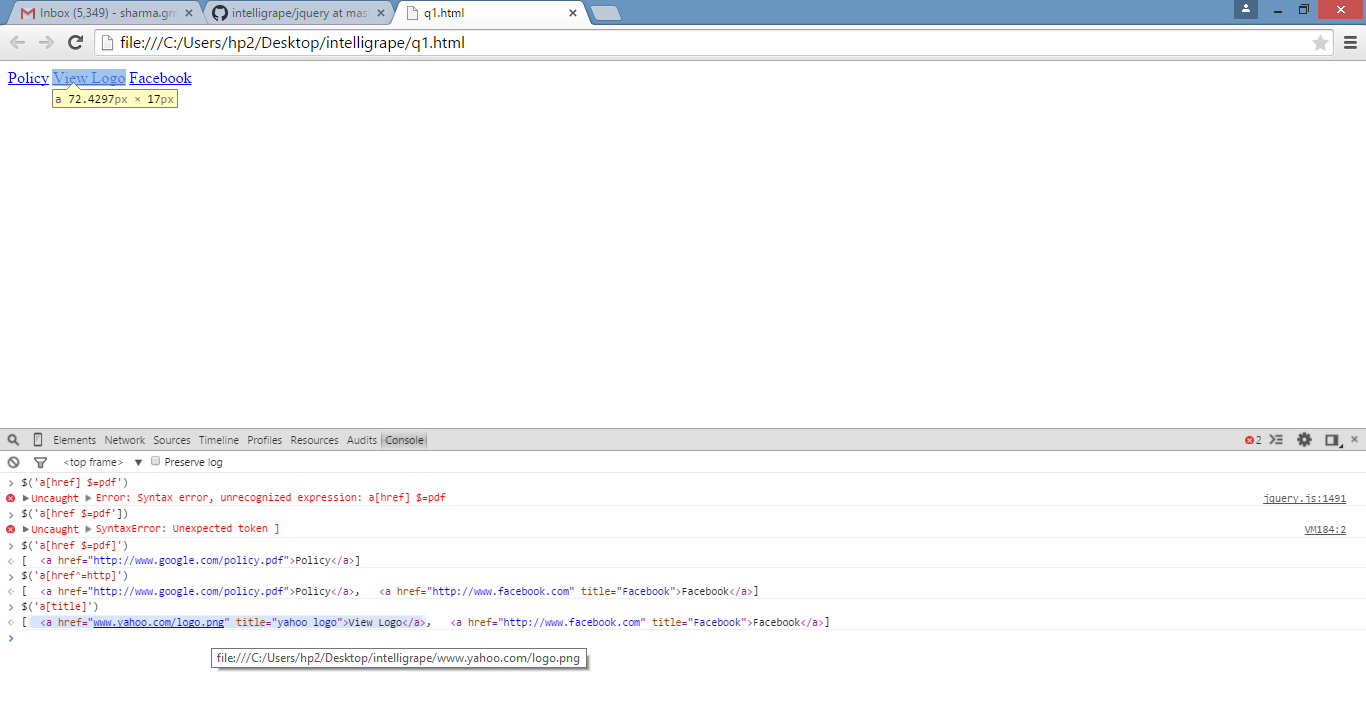 Inbox (5,349) - sharma.grr
intelligrape/jquery at mas
q1.html
file:///C:/Users/hp2/Desktop/intelligrape/q1.html
Policy View Logo Facebook
a 72.4297px × 17px
Elements Network Sources Timeline Profiles Resources Audits Console 2
<top frame> Preserve log
$('a[href] $=pdf')
Uncaught Error: Syntax error, unrecognized expression: a[href] $=pdf jquery.js:1491
$('a[href $=pdf'])
Uncaught SyntaxError: Unexpected token ] VM184:2
$('a[href $=pdf]')
[ <a href="http://www.google.com/policy.pdf">Policy</a>]
$('a[href^=http]')
[ <a href="http://www.google.com/policy.pdf">Policy</a>, <a href="http://www.facebook.com" title="Facebook">Facebook</a>]
$('a[title]')
[ <a href="www.yahoo.com/logo.png" title="yahoo logo">View Logo</a>, <a href="http://www.facebook.com" title="Facebook">Facebook</a>]
file:///C:/Users/hp2/Desktop/intelligrape/www.yahoo.com/logo.png